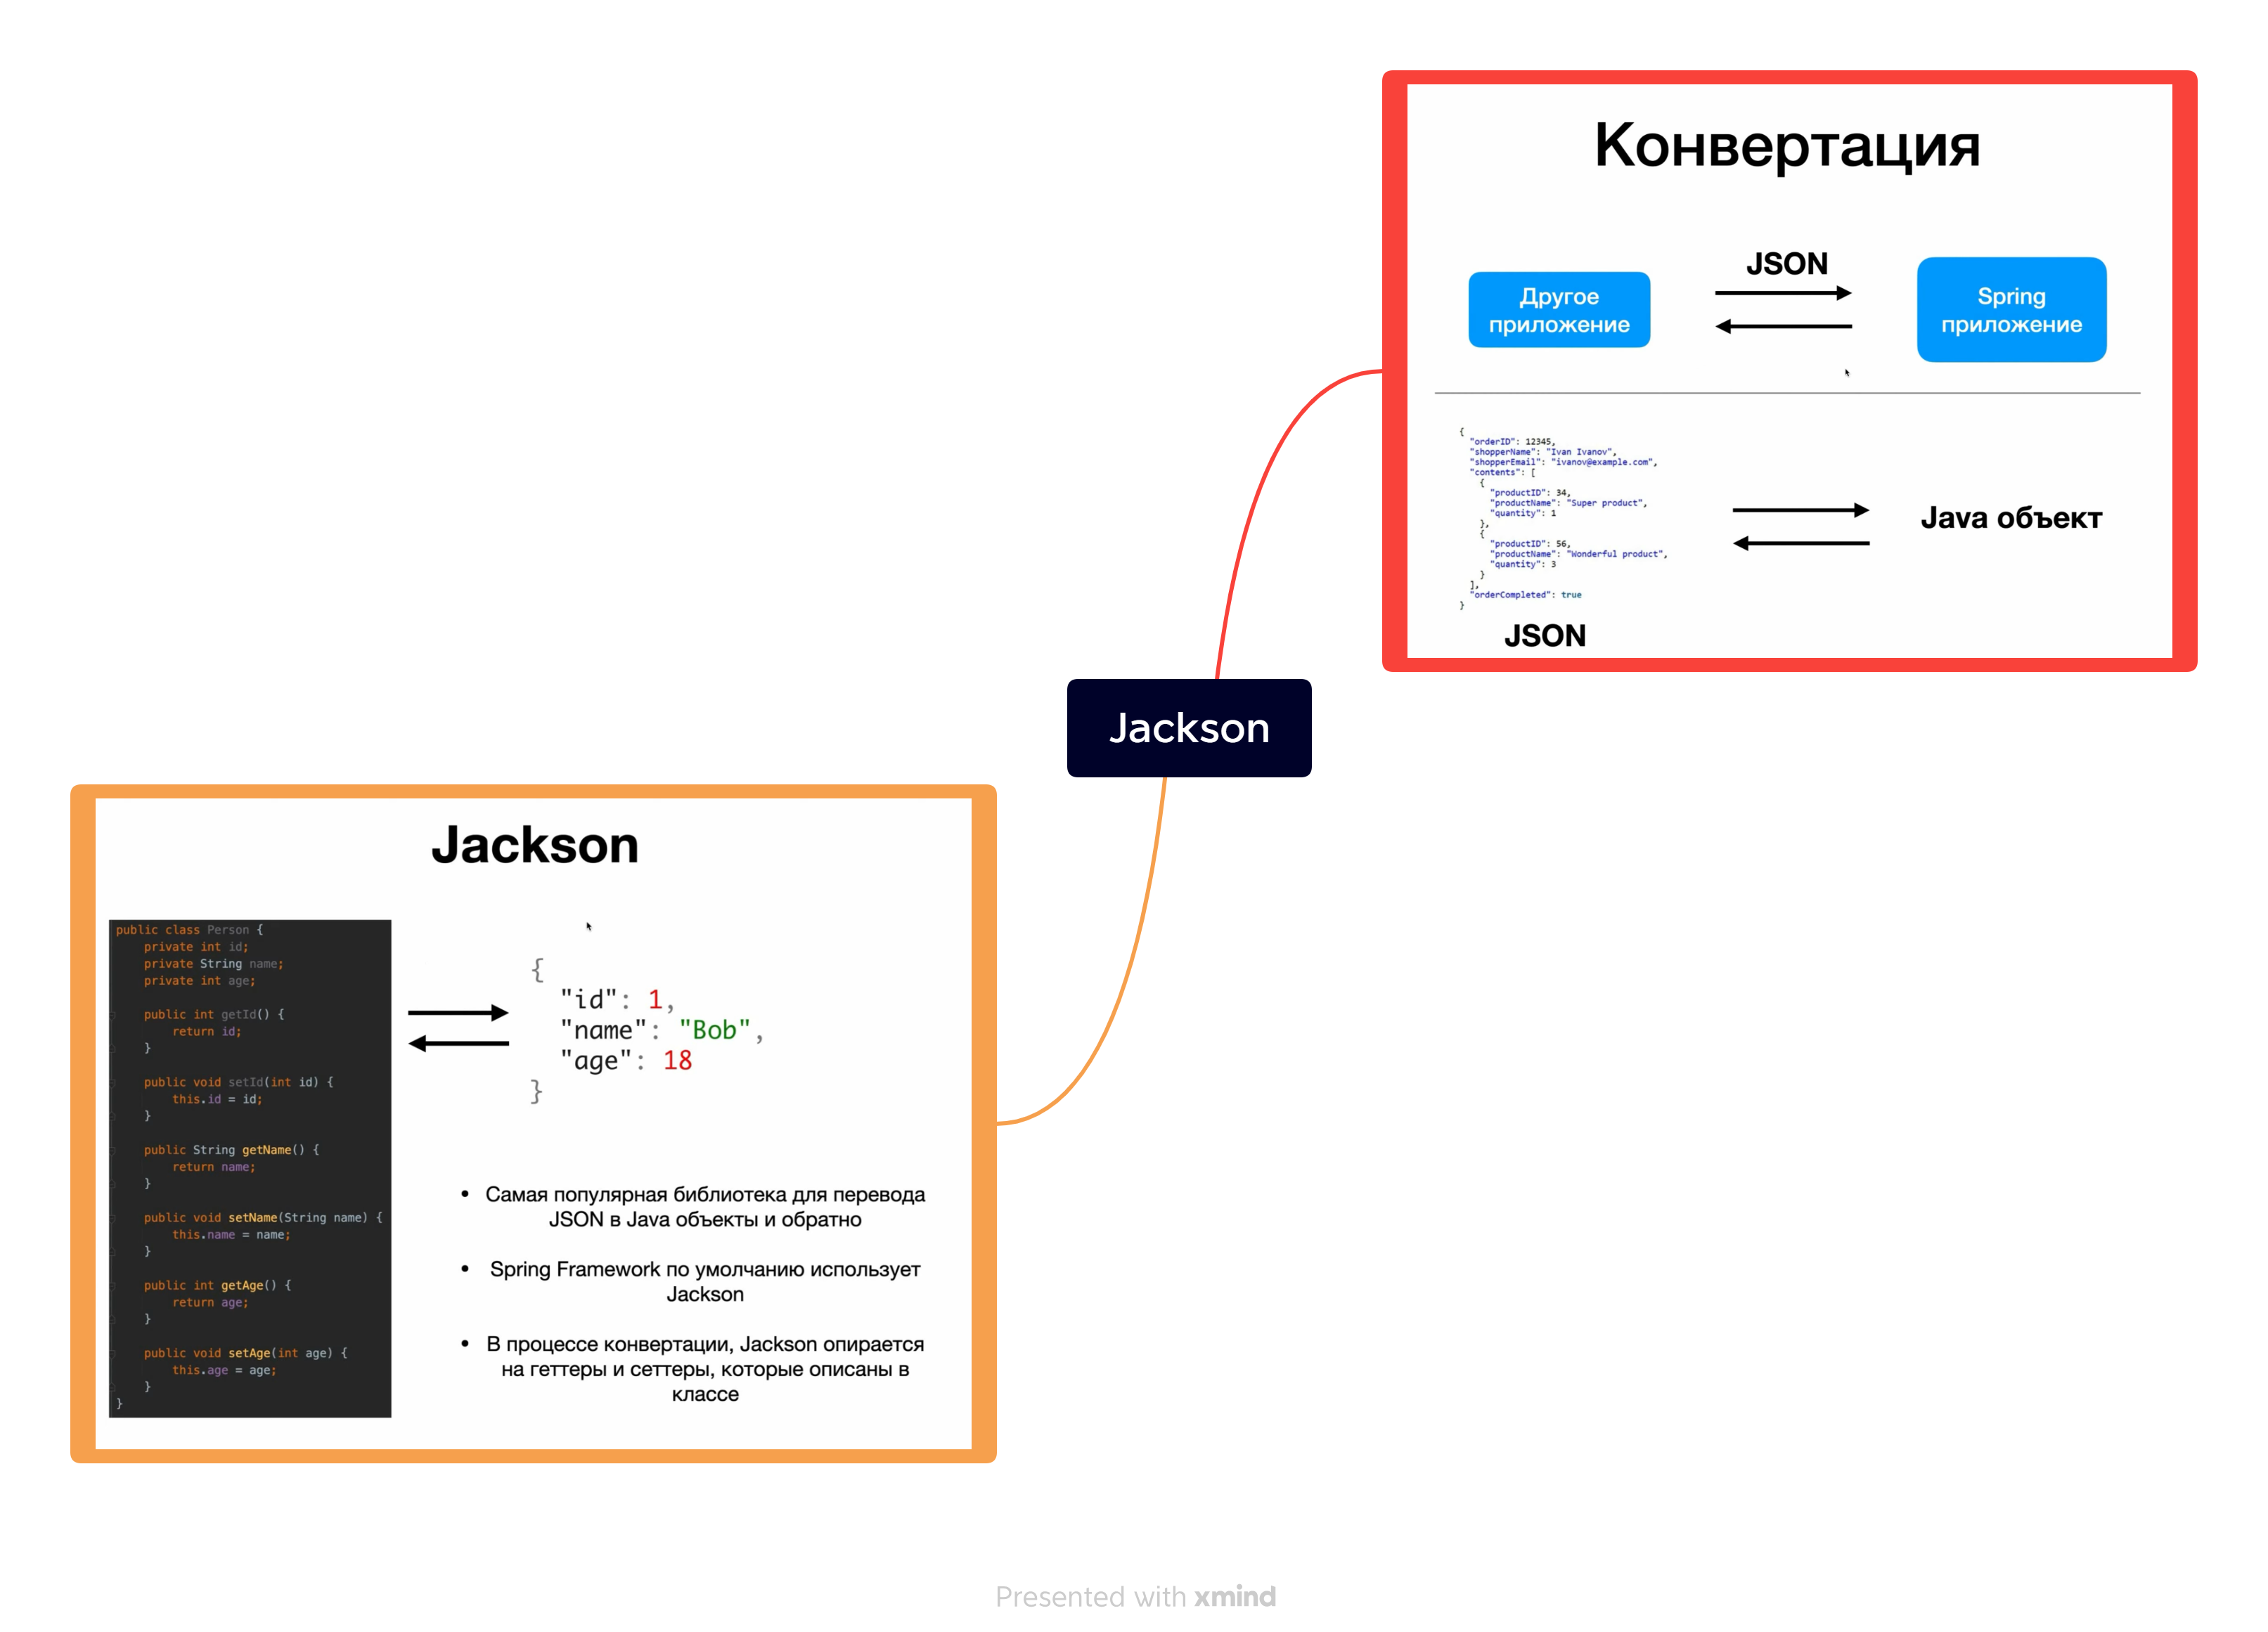 Конвертация
JSON
Другое
приложение
Spring
приложение
{
"orderID": 12345,
"shopperName": "Ivan Ivanov",
"shopperEmail": "ivanov@example.com",
"contents": [
{
"productID": 34,
"productName": "Super product",
"quantity": 1
},
{
"productID": 56,
"productName": "Wonderful product",
"quantity": 3
}
],
"orderCompleted": true
}
JSON
Java объект
Jackson
Jackson
public class Person {
private int id;
private String name;
private int age;
public int getId() {
return id;
}
public void setId(int id) {
this.id = id;
}
public String getName() {
return name;
}
public void setName(String name) {
this.name = name;
}
public int getAge() {
return age;
}
public void setAge(int age) {
this.age = age;
}
}
{
"id": 1,
"name": "Bob",
"age": 18
}
• Самая популярная библиотека для перевода
JSON в Java объекты и обратно
• Spring Framework по умолчанию использует
Jackson
• В процессе конвертации, Jackson опирается
на геттеры и сеттеры, которые описаны в
классе
Presented with xmind